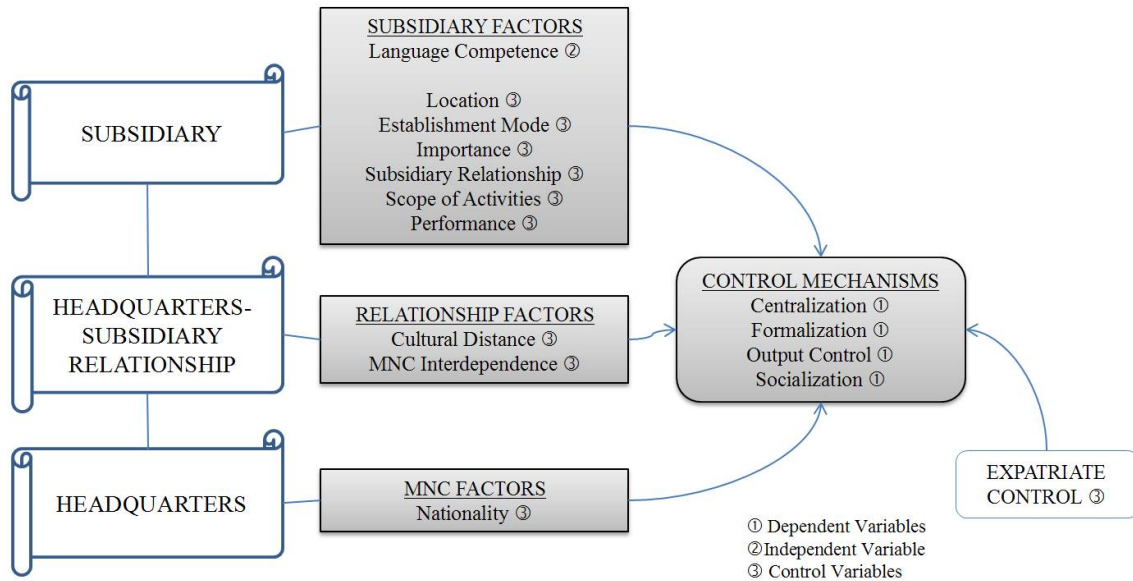 SUBSIDIARY
SUBSIDIARY FACTORS
Language Competence ②
Location ③
Establishment Mode ③
Importance ③
Subsidiary Relationship ③
Scope of Activities ③
Performance ③
HEADQUARTERS-
SUBSIDIARY
RELATIONSHIP
RELATIONSHIP FACTORS
Cultural Distance ③
MNC Interdependence ③
HEADQUARTERS
MNC FACTORS
Nationality ③
CONTROL MECHANISMS
Centralization ①
Formalization ①
Output Control ①
Socialization ①
EXPATRIATE
CONTROL ③
① Dependent Variables
②Independent Variable
③ Control Variables